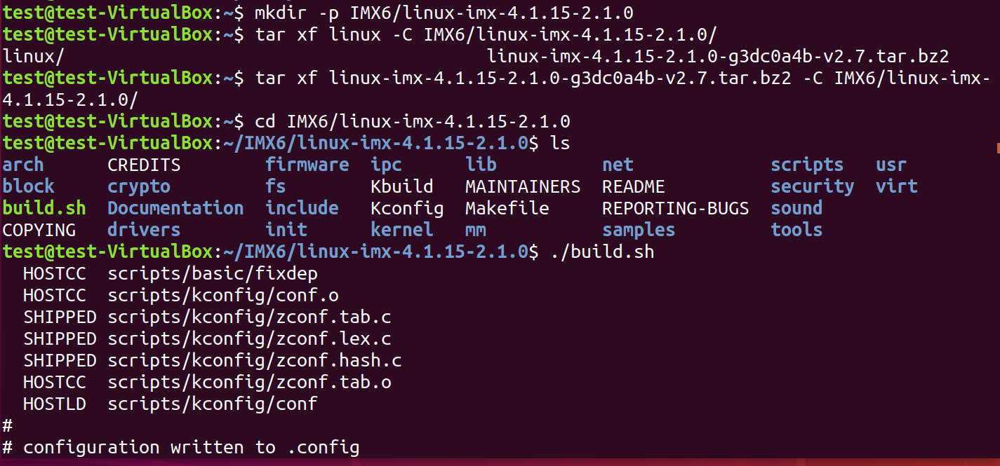 test@test-VirtualBox:~$ mkdir -p IMX6/linux-imx-4.1.15-2.1.0
test@test-VirtualBox:~$ tar xf linux -C IMX6/linux-imx-4.1.15-2.1.0/
linux/                                        linux-imx-4.1.15-2.1.0-g3dc0a4b-v2.7.tar.bz2
test@test-VirtualBox:~$ tar xf linux-imx-4.1.15-2.1.0-g3dc0a4b-v2.7.tar.bz2 -C IMX6/linux-imx-
4.1.15-2.1.0/
test@test-VirtualBox:~$ cd IMX6/linux-imx-4.1.15-2.1.0
test@test-VirtualBox:~/IMX6/linux-imx-4.1.15-2.1.0$ ls
arch      CREDITS        firmware  ipc      lib          net             scripts   usr
block     crypto         fs        Kbuild   MAINTAINERS  README          security  virt
build.sh  Documentation  include   Kconfig  Makefile     REPORTING-BUGS  sound
COPYING   drivers        init      kernel   mm           samples         tools
test@test-VirtualBox:~/IMX6/linux-imx-4.1.15-2.1.0$ ./build.sh
  HOSTCC  scripts/basic/fixdep
  HOSTCC  scripts/kconfig/conf.o
  SHIPPED scripts/kconfig/zconf.tab.c
  SHIPPED scripts/kconfig/zconf.lex.c
  SHIPPED scripts/kconfig/zconf.hash.c
  HOSTCC  scripts/kconfig/zconf.tab.o
  HOSTLD  scripts/kconfig/conf
#
# configuration written to .config